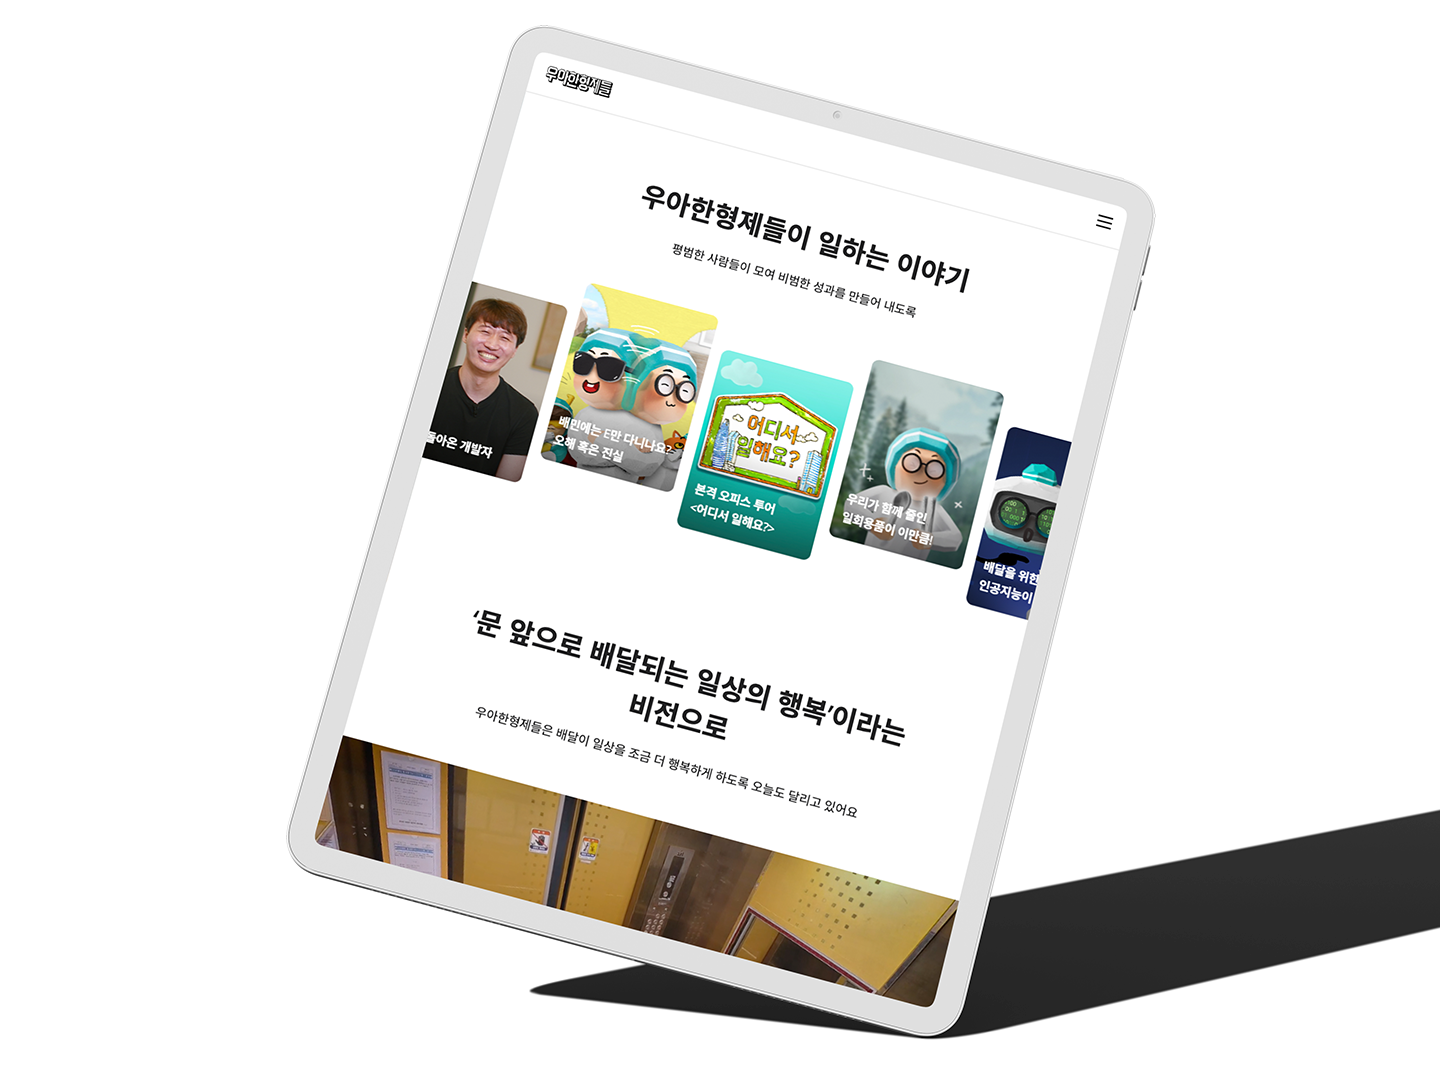 우아한형제들
우아한형제들이 일하는 이야기
평범한 사람들이 모여 비범한 성과를 만들어 내도록
돌아온 개발자
배민에는 E만 다니나요?
오해 혹은 진실
어디서
일해요?
본격 오피스 투어
<어디서 일해요?>
우리가 함께 줄인
일회용품이 이만큼!
배달을 위한
인공지능이
‘문 앞으로 배달되는 일상의 행복’이라는
비전으로
우아한형제들은 배달이 일상을 조금 더 행복하게 하도록 오늘도 달리고 있어요